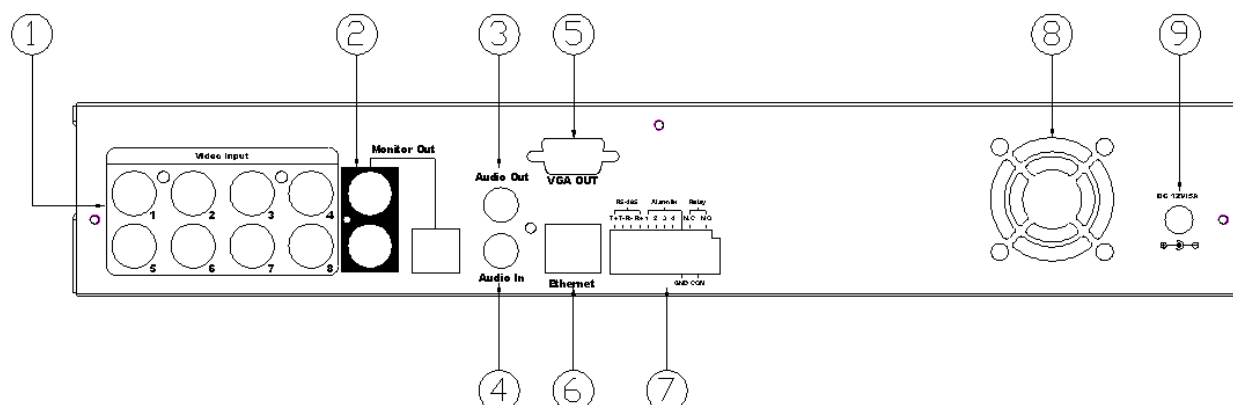 1 2 3 5 8 9
Video Input
Monitor Out
1 2 3 4
5 6 7 8
Audio Out
Audio In
VGA OUT
Ethernet
RS-485 Alarm-IN Relay
T+ T- R- R+ 1 2 3 4 N.C N.O
GND COM
DC 12V/5A
4 6 7